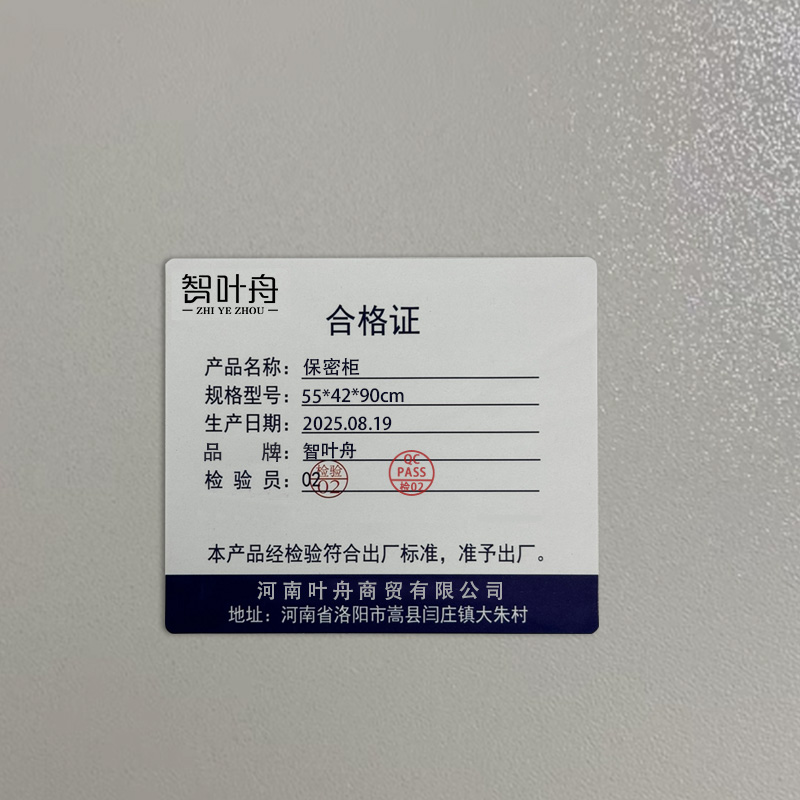 智叶舟
ZHI YE ZHOU
合格证
产品名称：保密柜
规格型号：55*42*90cm
生产日期：2025.08.19
品 牌：智叶舟
检 验 员：02
检验
02
QC
PASS
检02
本产品经检验符合出厂标准，准予出厂。
河南叶舟商贸有限公司
地址：河南省洛阳市嵩县闫庄镇大朱村